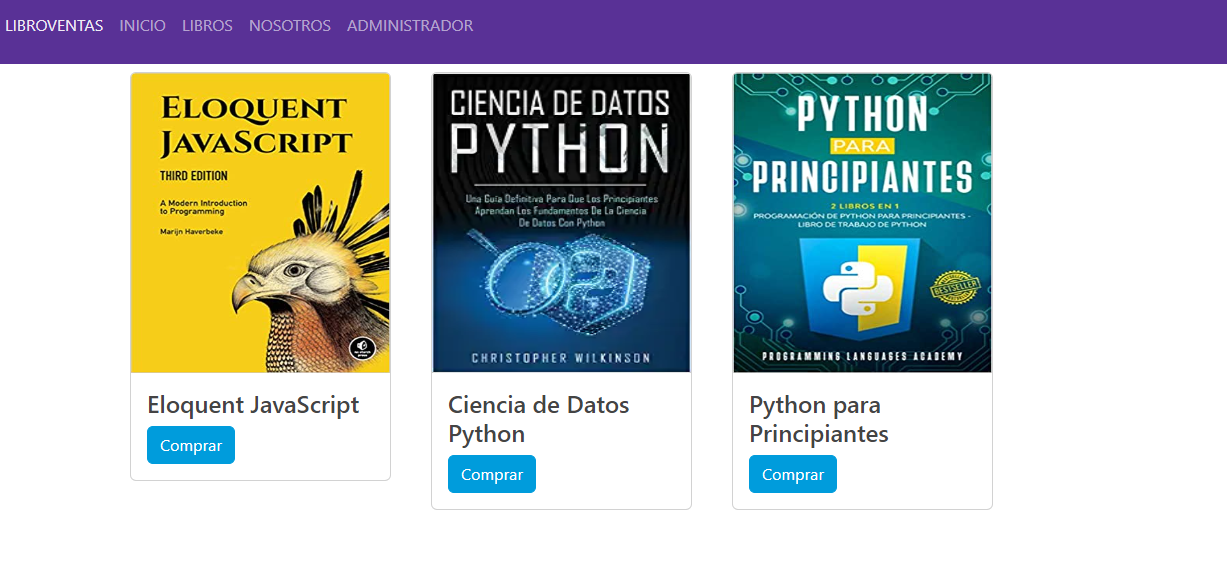 LIBROVENTAS INICIO LIBROS NOSOTROS ADMINISTRADOR
ELOQUENT
JAVASCRIPT
THIRD EDITION
A Modern Introduction
to Programming
Marijn Haverbeke
Eloquent JavaScript
Comprar
CIENCIA DE DATOS
PYTHON
Una Guía Definitiva Para Que Los Principiantes
Aprendan Los Fundamentos De La Ciencia
De Datos Con Python
CHRISTOPHER WILKINSON
Ciencia de Datos
Python
Comprar
PYTHON
PARA
PRINCIPIANTES
2 LIBROS EN 1
PROGRAMACIÓN DE PYTHON PARA PRINCIPIANTES -
LIBRO DE TRABAJO DE PYTHON
BESTSELLER
PROGRAMMING LANGUAGES ACADEMY
Python para
Principiantes
Comprar